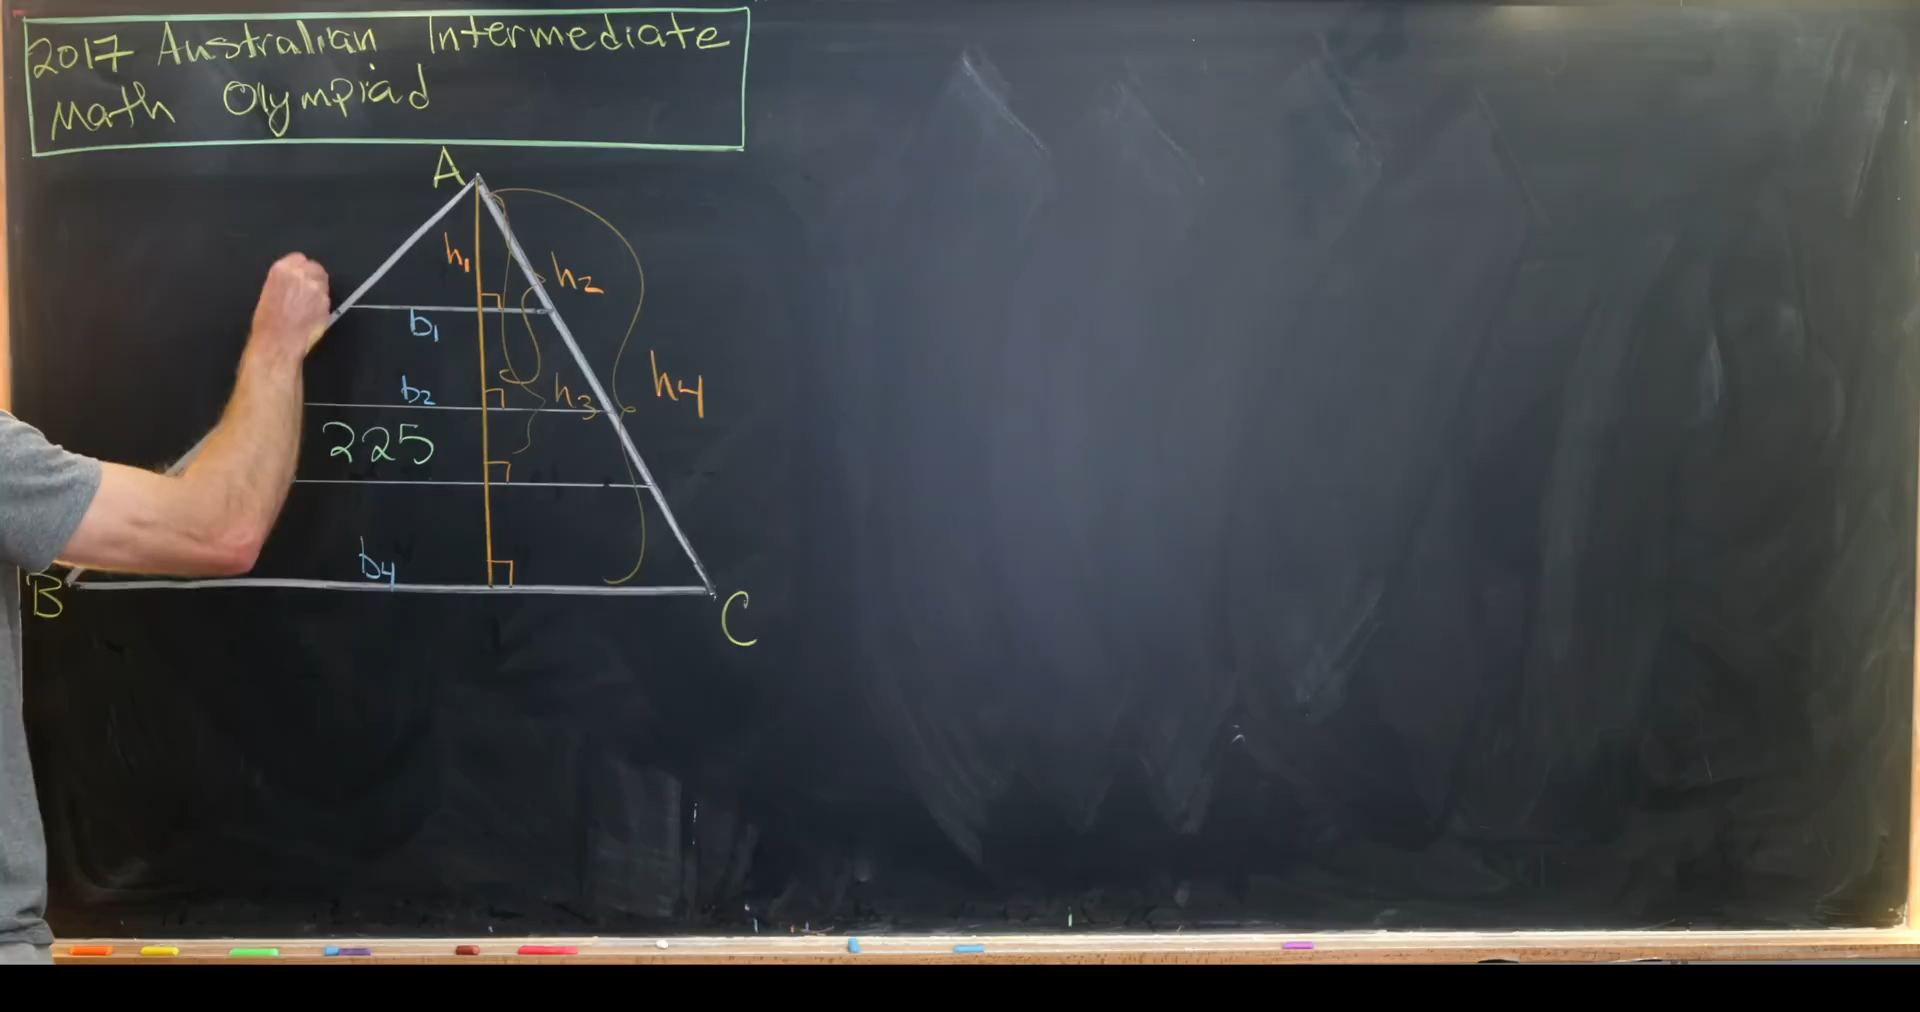 2017 Australian Intermediate
Math Olympiad
A
h₁
h₂
b₁
b₂
h₃
h₄
225
b₄
B
C